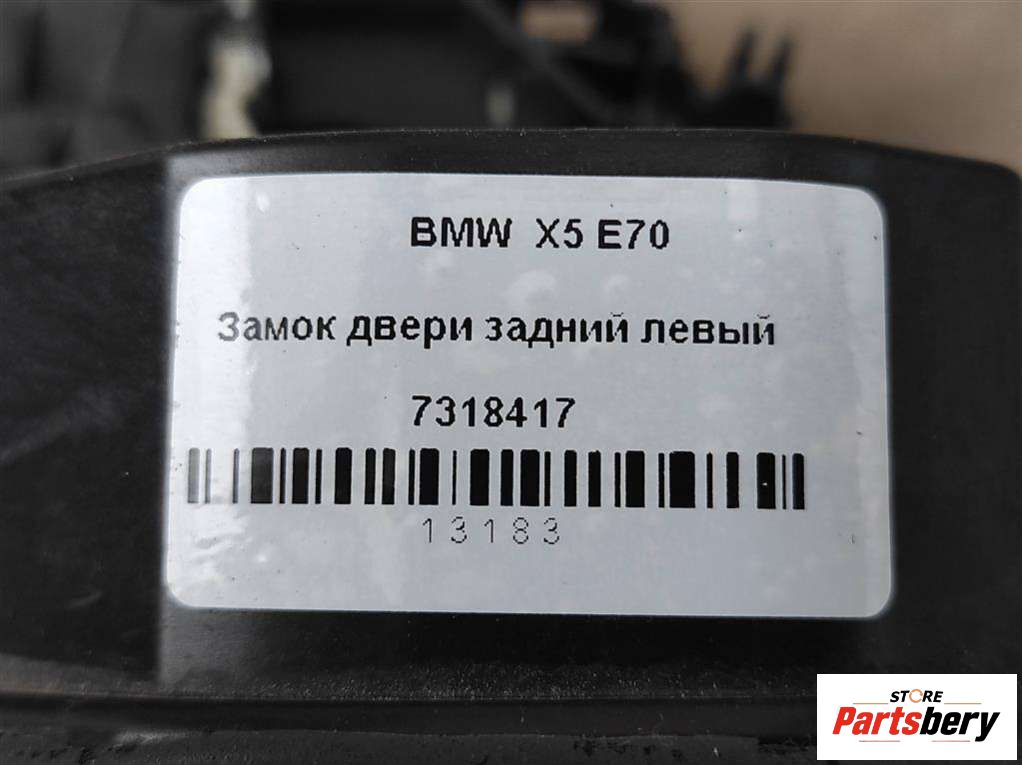 BMW X5 E70
Замок двери задний левый
7318417
13183
STORE
Partsbery